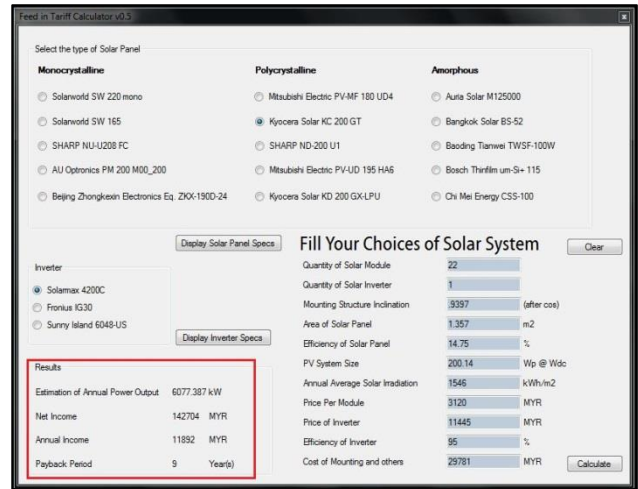 Feed in Tariff Calculator v0.5
Select the type of Solar Panel
Monocrystalline Polycrystalline Amorphous
Solarworld SW 220 mono Mitsubishi Electric PV-MF 180 UD4 Auria Solar M125000
Solarworld SW 165 Kyocera Solar KC 200 GT Bangkok Solar BS-52
SHARP NU-U208 FC SHARP ND-200 U1 Baoding Tianwei TWSF-100W
AU Optronics PM 200 M00_200 Mitsubishi Electric PV-UD 195 HA6 Bosch Thinfilm um-Si+ 115
Beijing Zhongkexin Electronics Eq. ZKX-190D-24 Kyocera Solar KD 200 GX-LPU Chi Mei Energy CSS-100
Display Solar Panel Specs Fill Your Choices of Solar System Clear
Inverter
Solarmax 4200C
Fronius IG30
Sunny Island 6048-US
Display Inverter Specs
Quantity of Solar Module 22
Quantity of Solar Inverter 1
Mounting Structure Inclination .9397 (after cos)
Area of Solar Panel 1.357 m2
Efficiency of Solar Panel 14.75 %
PV System Size 200.14 Wp @ Wdc
Annual Average Solar Irradiation 1546 kWh/m2
Price Per Module 3120 MYR
Price of Inverter 11445 MYR
Efficiency of Inverter 95 %
Cost of Mounting and others 29781 MYR Calculate
Results
Estimation of Annual Power Output 6077.387 kW
Net Income 142704 MYR
Annual Income 11892 MYR
Payback Period 9 Year(s)